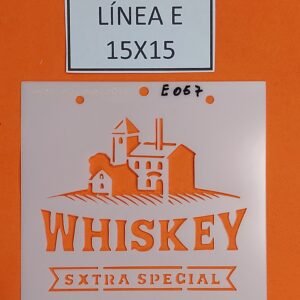 LÍNEA E
15X15
E067
WHISKEY
SXTRA SPECIAL